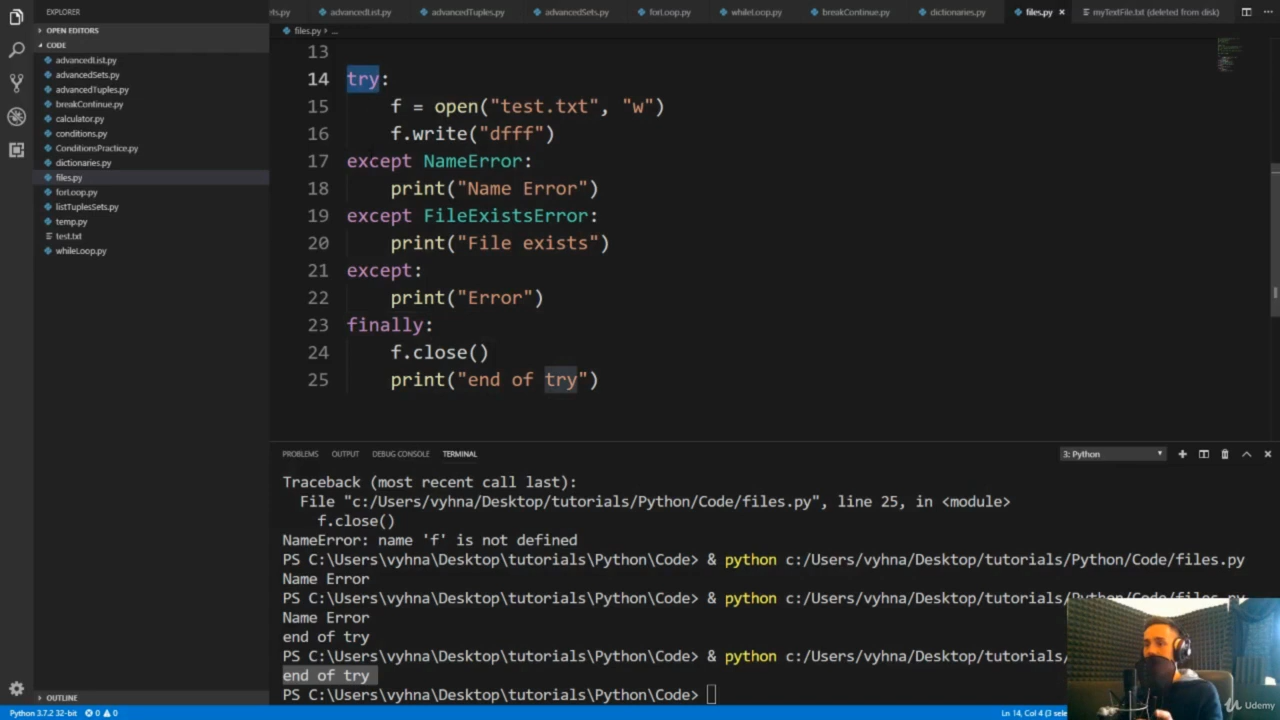 EXPLORER
ts.py advancedList.py advancedTuples.py advancedSets.py forLoop.py whileLoop.py breakContinue.py dictionaries.py files.py × myTextFile.txt (deleted from disk) ...
OPEN EDITORS
files.py > ...
CODE
advancedList.py
advancedSets.py
advancedTuples.py
breakContinue.py
calculator.py
conditions.py
ConditionsPractice.py
dictionaries.py
files.py
forLoop.py
listTuplesSets.py
temp.py
test.txt
whileLoop.py
13
14 try:
15 f = open("test.txt", "w")
16 f.write("dfff")
17 except NameError:
18 print("Name Error")
19 except FileExistsError:
20 print("File exists")
21 except:
22 print("Error")
23 finally:
24 f.close()
25 print("end of try")
PROBLEMS OUTPUT DEBUG CONSOLE TERMINAL 3: Python
Traceback (most recent call last):
File "c:/Users/vyhna/Desktop/tutorials/Python/Code/files.py", line 25, in <module>
f.close()
NameError: name 'f' is not defined
PS C:\Users\vyhna\Desktop\tutorials\Python\Code> & python c:/Users/vyhna/Desktop/tutorials/Python/Code/files.py
Name Error
PS C:\Users\vyhna\Desktop\tutorials\Python\Code> & python c:/Users/vyhna/Desktop/tutorials/Python/Code/files.py
Name Error
end of try
PS C:\Users\vyhna\Desktop\tutorials\Python\Code> & python c:/Users/vyhna/Desktop/tutorials/
end of try
PS C:\Users\vyhna\Desktop\tutorials\Python\Code>
OUTLINE
Python 3.7.2 32-bit 0 0 Ln 14, Col 4 (3 sele
Udemy